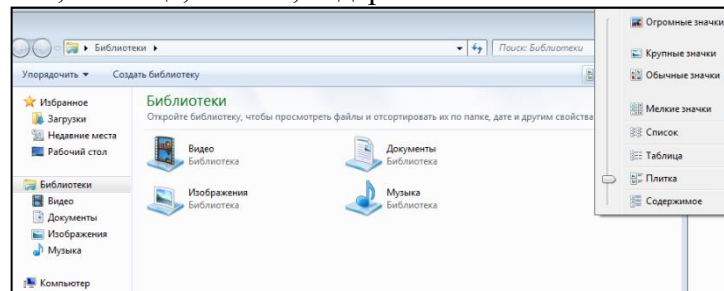 Библиотеки
Поиск: Библиотеки
Упорядочить
Создать библиотеку
Избранное
Загрузки
Недавние места
Рабочий стол
Библиотеки
Видео
Документы
Изображения
Музыка
Компьютер
Библиотеки
Откройте библиотеку, чтобы просмотреть файлы и отсортировать их по папке, дате и другим свойства
Видео
Библиотека
Документы
Библиотека
Изображения
Библиотека
Музыка
Библиотека
Огромные значки
Крупные значки
Обычные значки
Мелкие значки
Список
Таблица
Плитка
Содержимое